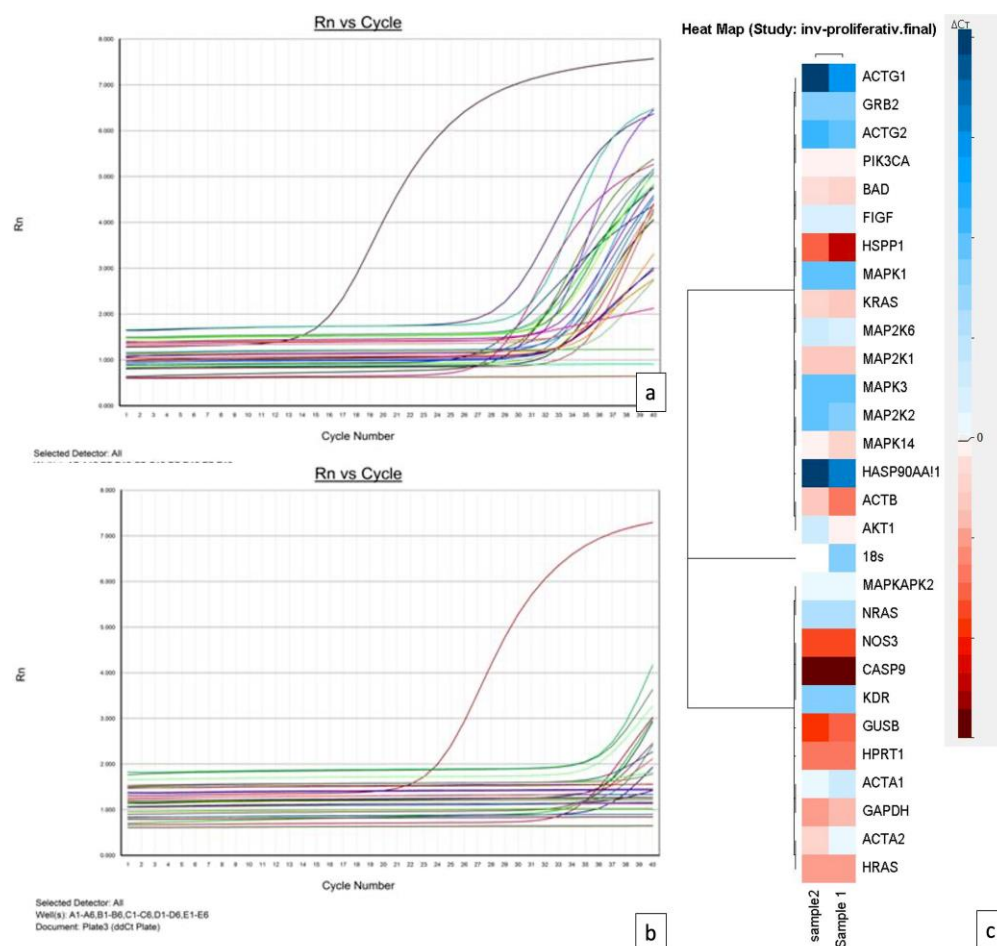 Rn vs Cycle
8.000
7.000
6.000
5.000
4.000
3.000
2.000
1.000
0.000
Rn
1 2 3 4 5 6 7 8 9 10 11 12 13 14 15 16 17 18 19 20 21 22 23 24 25 26 27 28 29 30 31 32 33 34 35 36 37 38 39 40
Cycle Number
a
Selected Detector: All
Rn vs Cycle
8.000
7.000
6.000
5.000
4.000
3.000
2.000
1.000
0.000
Rn
1 2 3 4 5 6 7 8 9 10 11 12 13 14 15 16 17 18 19 20 21 22 23 24 25 26 27 28 29 30 31 32 33 34 35 36 37 38 39 40
Cycle Number
Selected Detector: All
Well(s): A1-A6,B1-B6,C1-C6,D1-D6,E1-E6
Document: Plate3 (ddCt Plate)
b
Heat Map (Study: inv-proliferativ.final)
ΔCт
0
ACTG1
GRB2
ACTG2
PIK3CA
BAD
FIGF
HSPP1
MAPK1
KRAS
MAP2K6
MAP2K1
MAPK3
MAP2K2
MAPK14
HASP90AA!1
ACTB
AKT1
18s
MAPKAPK2
NRAS
NOS3
CASP9
KDR
GUSB
HPRT1
ACTA1
GAPDH
ACTA2
HRAS
sample2
Sample 1
c